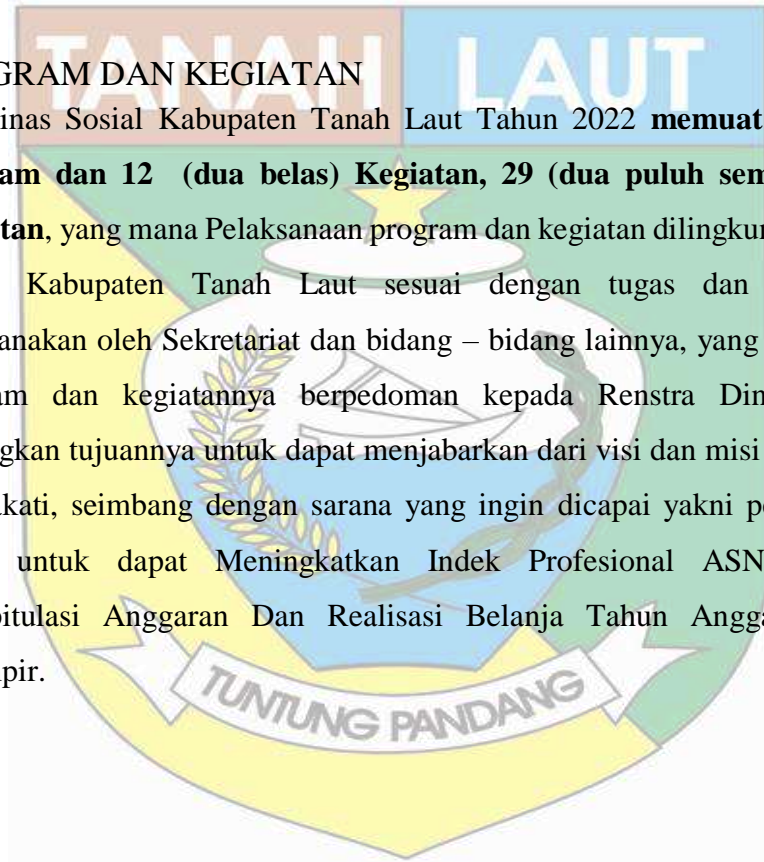 TANAH LAUT
GRAM DAN KEGIATAN
inas Sosial Kabupaten Tanah Laut Tahun 2022 memuat
am dan 12 (dua belas) Kegiatan, 29 (dua puluh sem
tan, yang mana Pelaksanaan program dan kegiatan dilingku
Kabupaten Tanah Laut sesuai dengan tugas dan
anakan oleh Sekretariat dan bidang – bidang lainnya, yang
am dan kegiatannya berpedoman kepada Renstra Din
gkan tujuannya untuk dapat menjabarkan dari visi dan misi
akati, seimbang dengan sarana yang ingin dicapai yakni p
untuk dapat Meningkatkan Indek Profesional ASN
pitulasi Anggaran Dan Realisasi Belanja Tahun Angg
pir.
TUNTUNG PANDANG